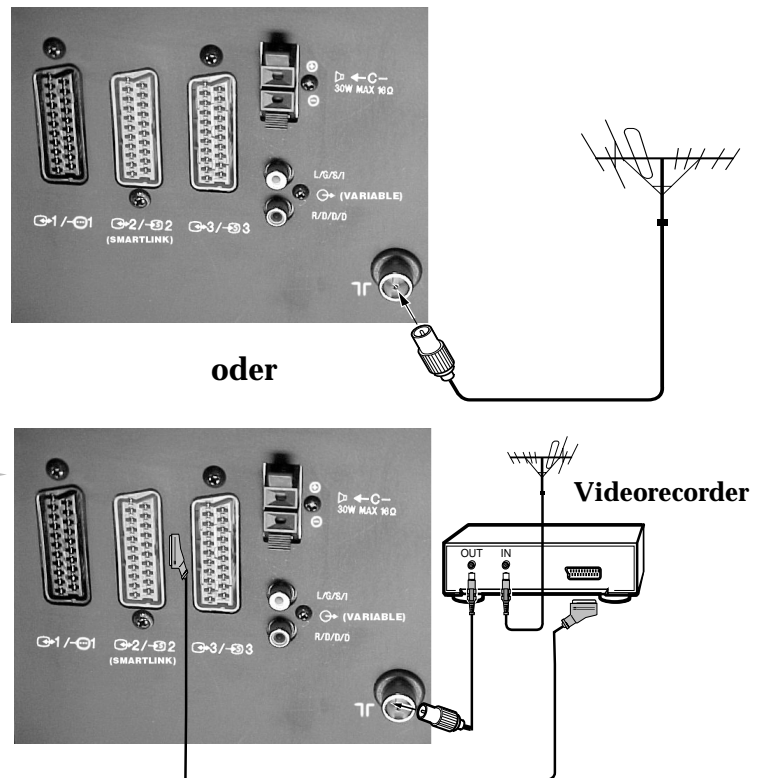 ⊕
C
30W MAX 16Ω
⊖
L/G/S/I
(VARIABLE)
R/D/D/D
1/ 1
2/ S 2
3/ S 3
(SMARTLINK)
oder
Videorecorder
OUT IN
⊕
C
30W MAX 16Ω
⊖
L/G/S/I
(VARIABLE)
R/D/D/D
1/ 1
2/ S 2
3/ S 3
(SMARTLINK)